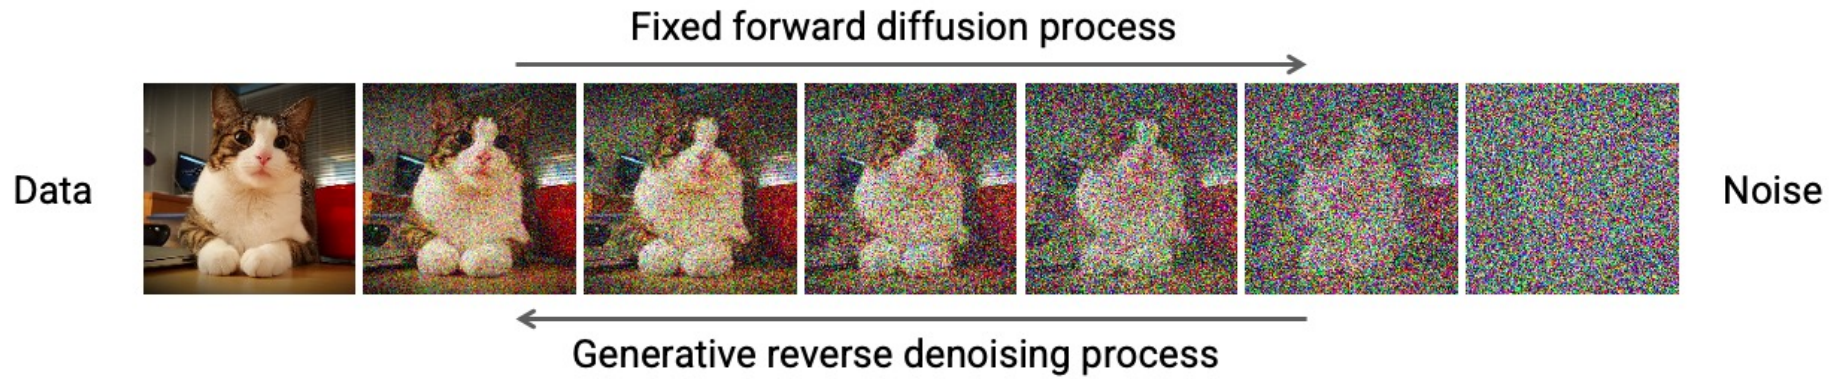 Fixed forward diffusion process
Data
Noise
Generative reverse denoising process